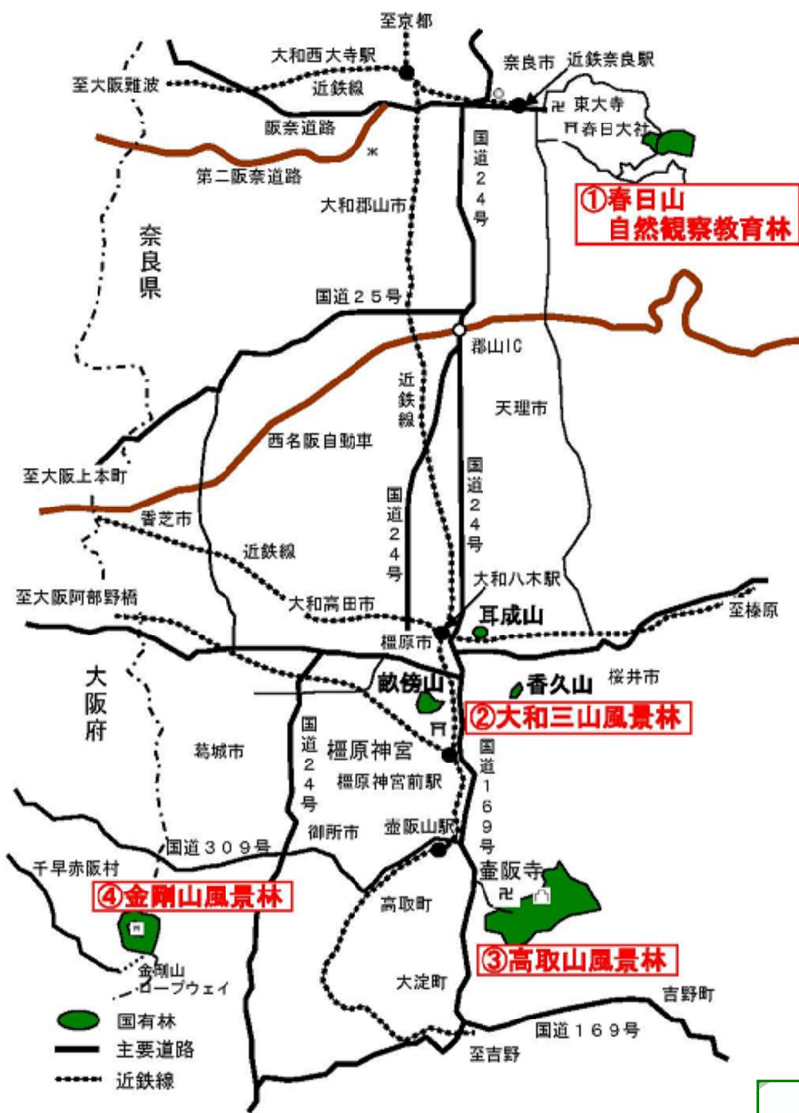 至京都
大和西大寺駅
奈良市
近鉄奈良駅
至大阪難波
近鉄線
東大寺
阪奈道路
春日大社
第二阪奈道路
国道24号
①春日山
自然観察教育林
大和郡山市
奈良県
国道25号
郡山IC
近鉄線
天理市
西名阪自動車
至大阪上本町
国道24号
国道24号
香芝市
近鉄線
大和八木駅
至大阪阿部野橋
大和高田市
耳成山
至榛原
橿原市
大阪府
畝傍山
香久山
桜井市
②大和三山風景林
葛城市
国道24号
橿原神宮
国道169号
橿原神宮前駅
御所市
壺阪山駅
国道309号
千早赤阪村
壷阪寺
④金剛山風景林
高取町
③高取山風景林
金剛山
ロープウェイ
大淀町
吉野町
国有林
国道169号
主要道路
至吉野
近鉄線